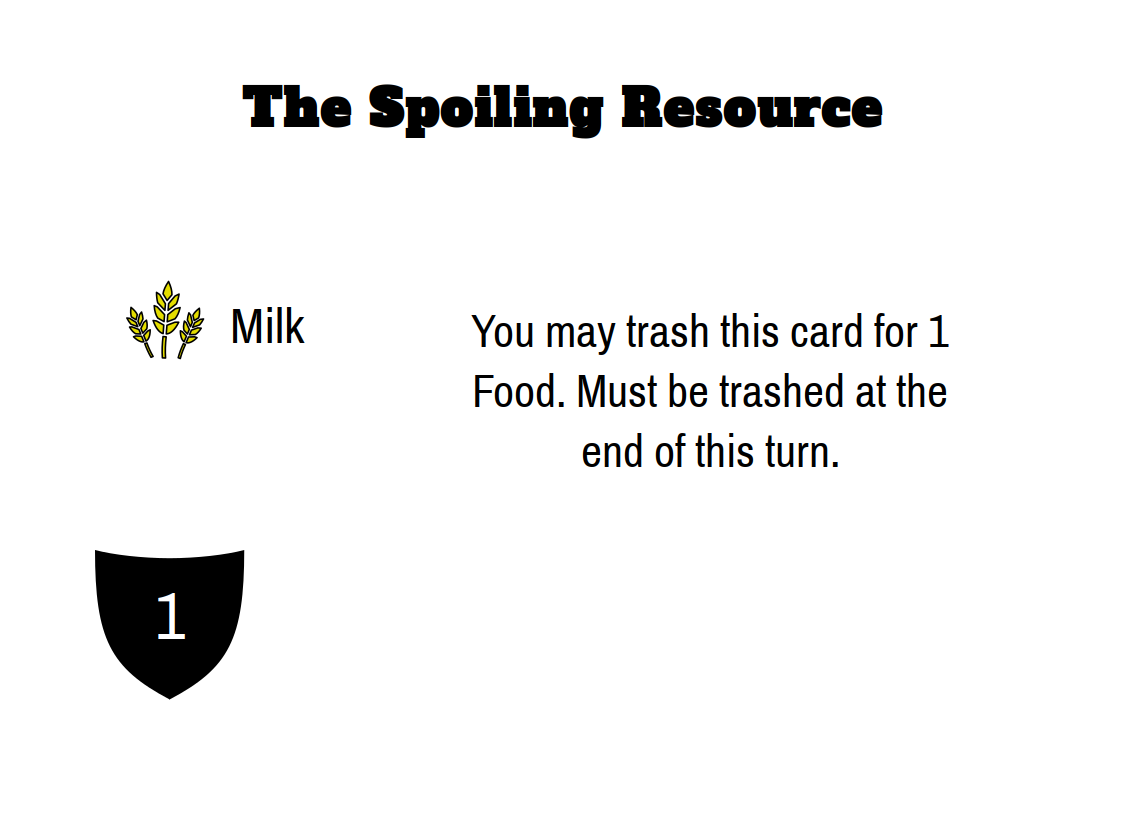 The Spoiling Resource
Milk
You may trash this card for 1
Food. Must be trashed at the
end of this turn.
1